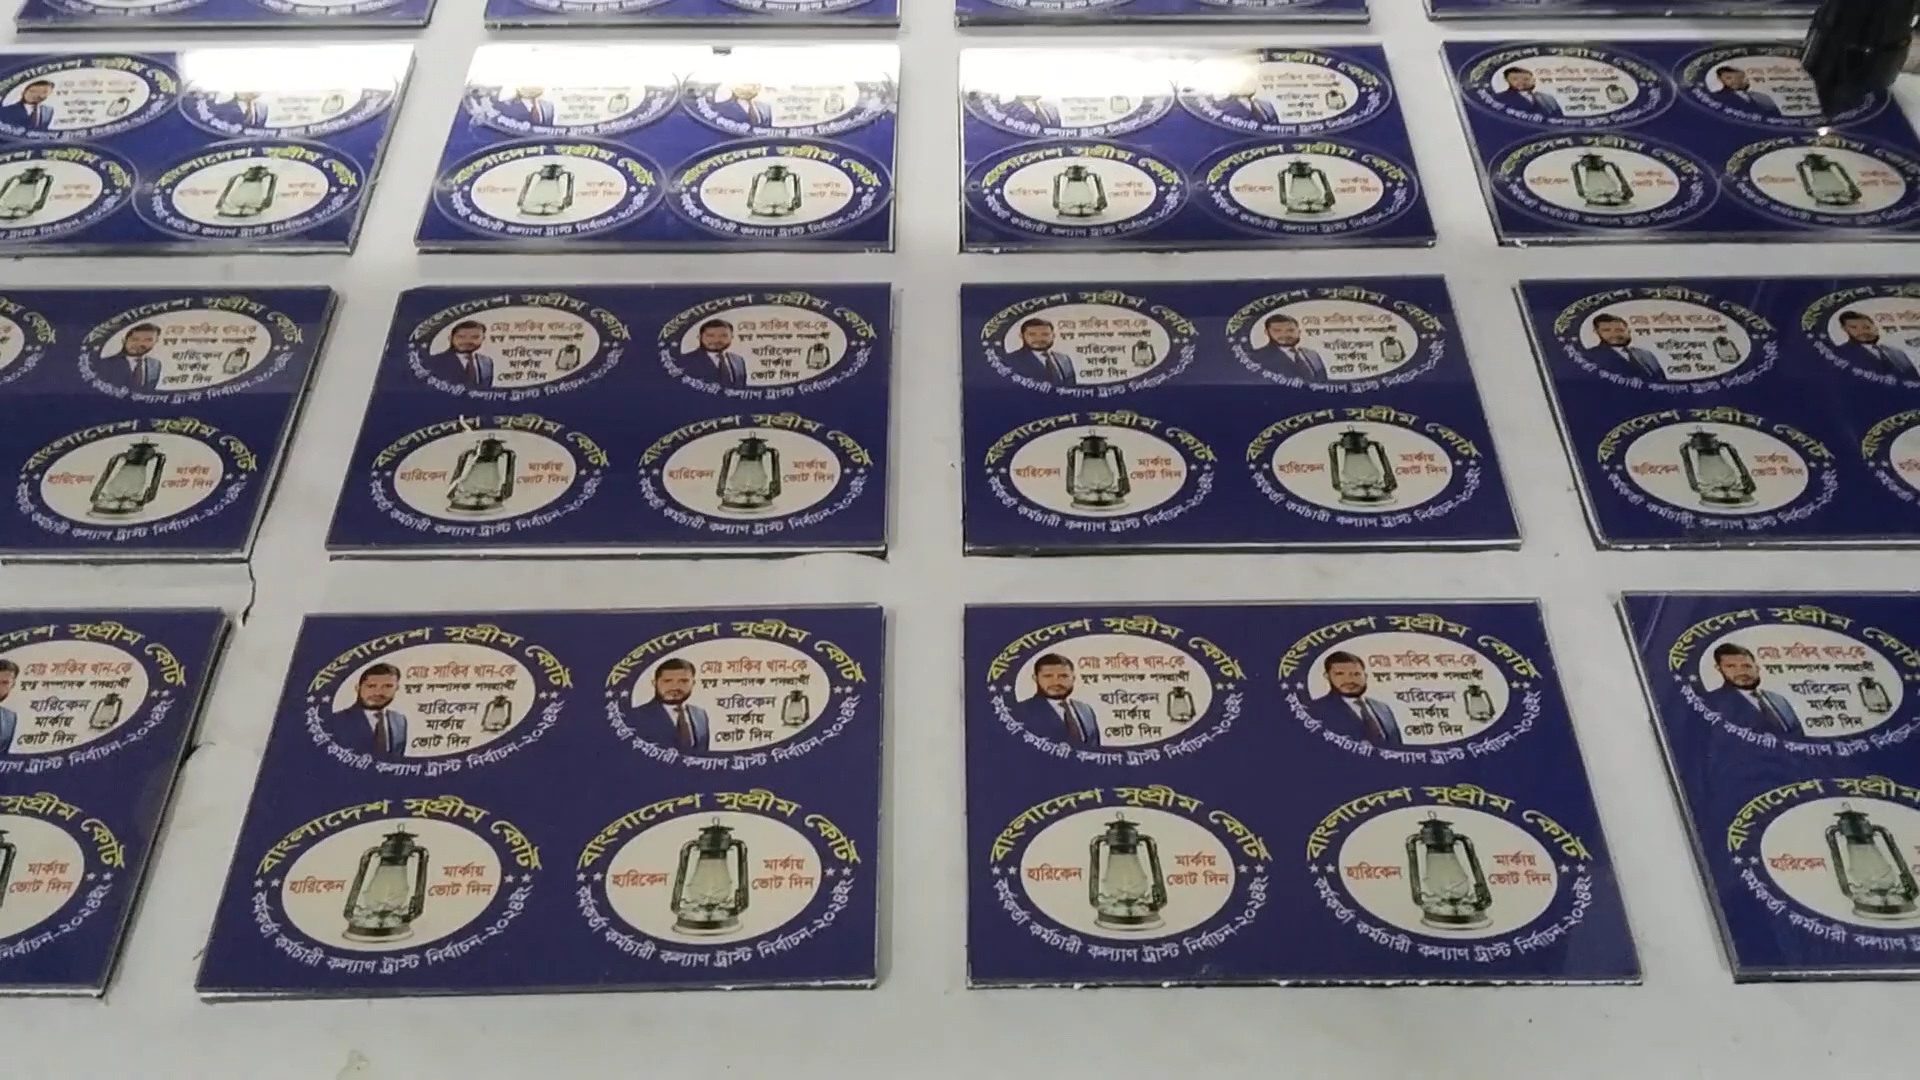 বাংলাদেশ সুপ্রীম কোর্ট
মোঃ সাকিব খান-কে
যুগ্ম সম্পাদক পদপ্রার্থী
হারিকেন
মার্কায়
ভোট দিন
কর্মকর্তা কর্মচারী কল্যাণ ট্রাস্ট নির্বাচন-২০২৪ইং
বাংলাদেশ সুপ্রীম কোর্ট
হারিকেন
মার্কায়
ভোট দিন
কর্মকর্তা কর্মচারী কল্যাণ ট্রাস্ট নির্বাচন-২০২৪ইং